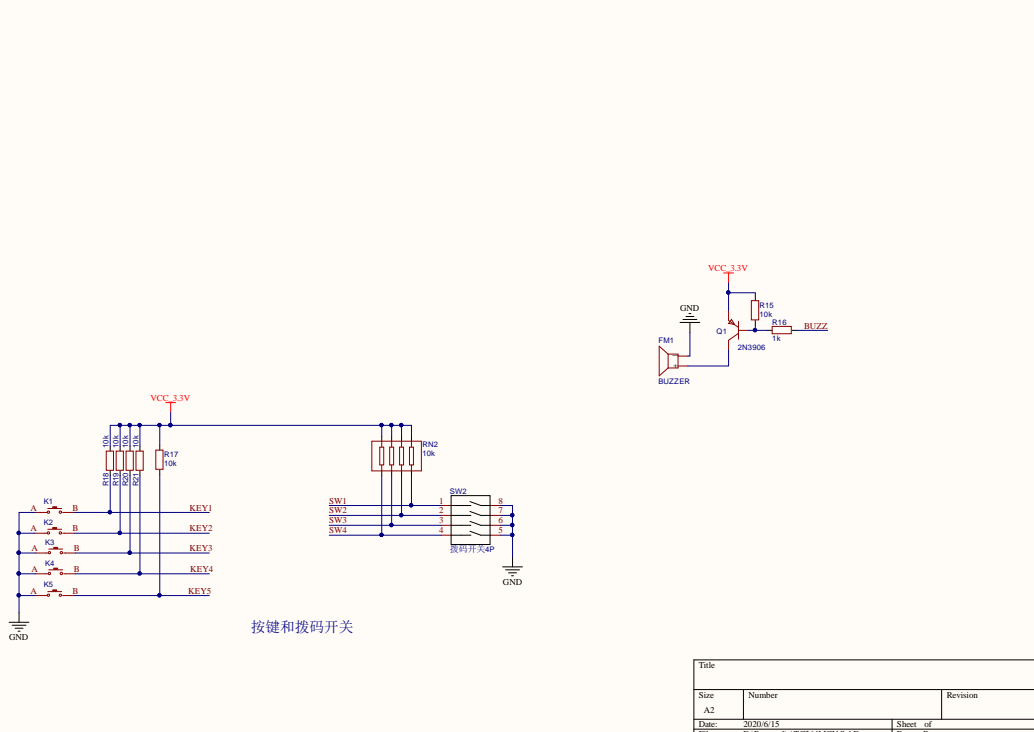 VCC_3.3V
R15
10k
GND
R16
BUZZ
Q1
1k
2N3906
FM1
BUZZER
VCC_3.3V
10k
10k
10k
10k
R18
R19
R20
R21
R17
10k
RN2
10k
K1
A B KEY1
K2
A B KEY2
K3
A B KEY3
K4
A B KEY4
K5
A B KEY5
GND
SW2
SW1 1 8
SW2 2 7
SW3 3 6
SW4 4 5
拨码开关4P
GND
按键和拨码开关
Title
Size Number Revision
A2
Date: 2020/6/15 Sheet of